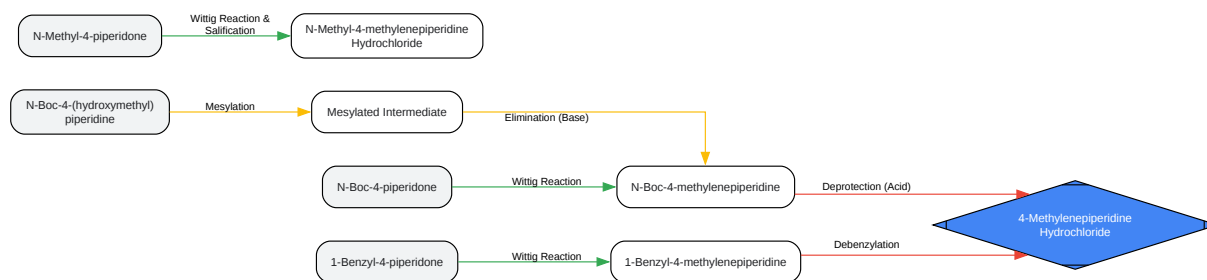 Wittig Reaction &
Salification
N-Methyl-4-piperidone
N-Methyl-4-methylenepiperidine
Hydrochloride
N-Boc-4-(hydroxymethyl)
piperidine
Mesylation
Mesylated Intermediate
Elimination (Base)
N-Boc-4-piperidone
Wittig Reaction
N-Boc-4-methylenepiperidine
Deprotection (Acid)
4-Methylenepiperidine
Hydrochloride
1-Benzyl-4-piperidone
Wittig Reaction
1-Benzyl-4-methylenepiperidine
Debenzylation